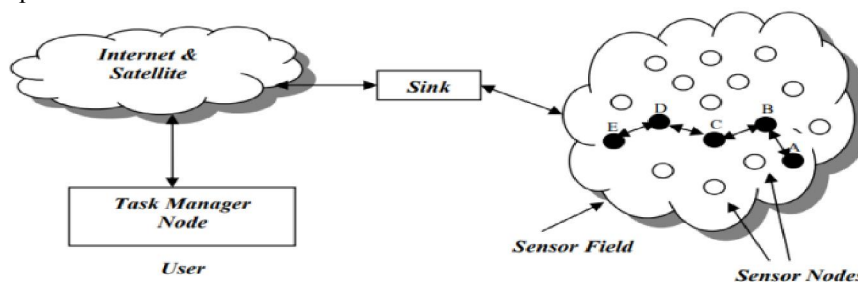 Internet &
Satellite
Sink
Task Manager
Node
User
E
D
C
B
A
Sensor Field
Sensor Nodes